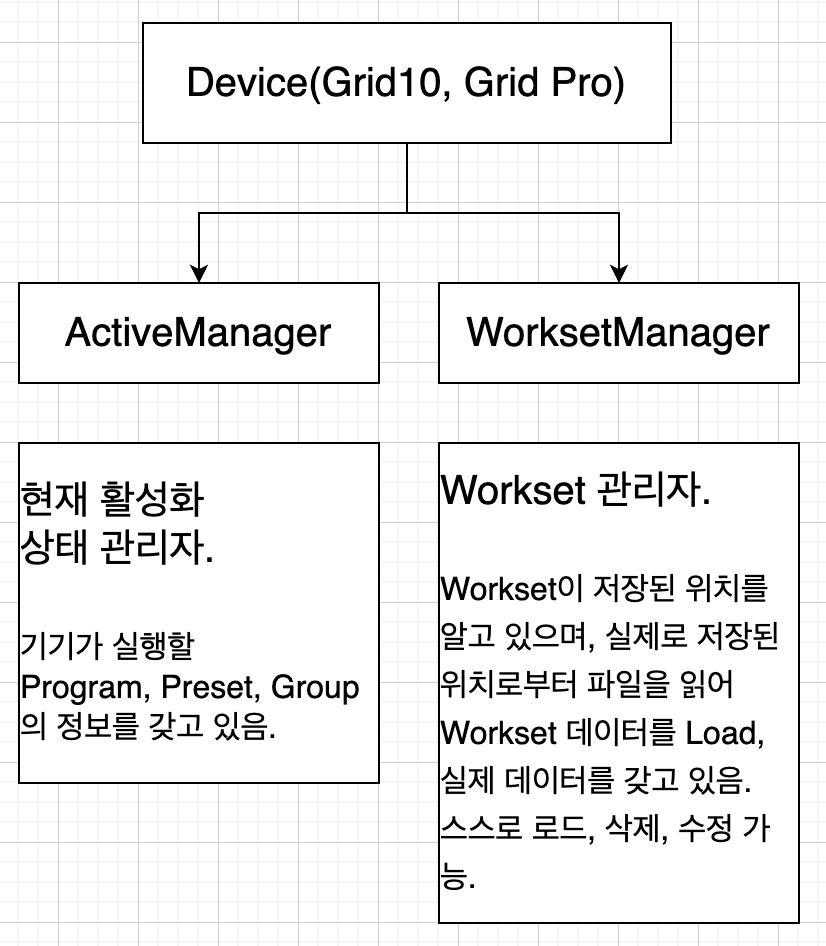 Device(Grid10, Grid Pro)
ActiveManager
WorksetManager
현재 활성화
상태 관리자.
기기가 실행할
Program, Preset, Group
의 정보를 갖고 있음.
Workset 관리자.
Workset이 저장된 위치를
알고 있으며, 실제로 저장된
위치로부터 파일을 읽어
Workset 데이터를 Load,
실제 데이터를 갖고 있음.
스스로 로드, 삭제, 수정 가
능.